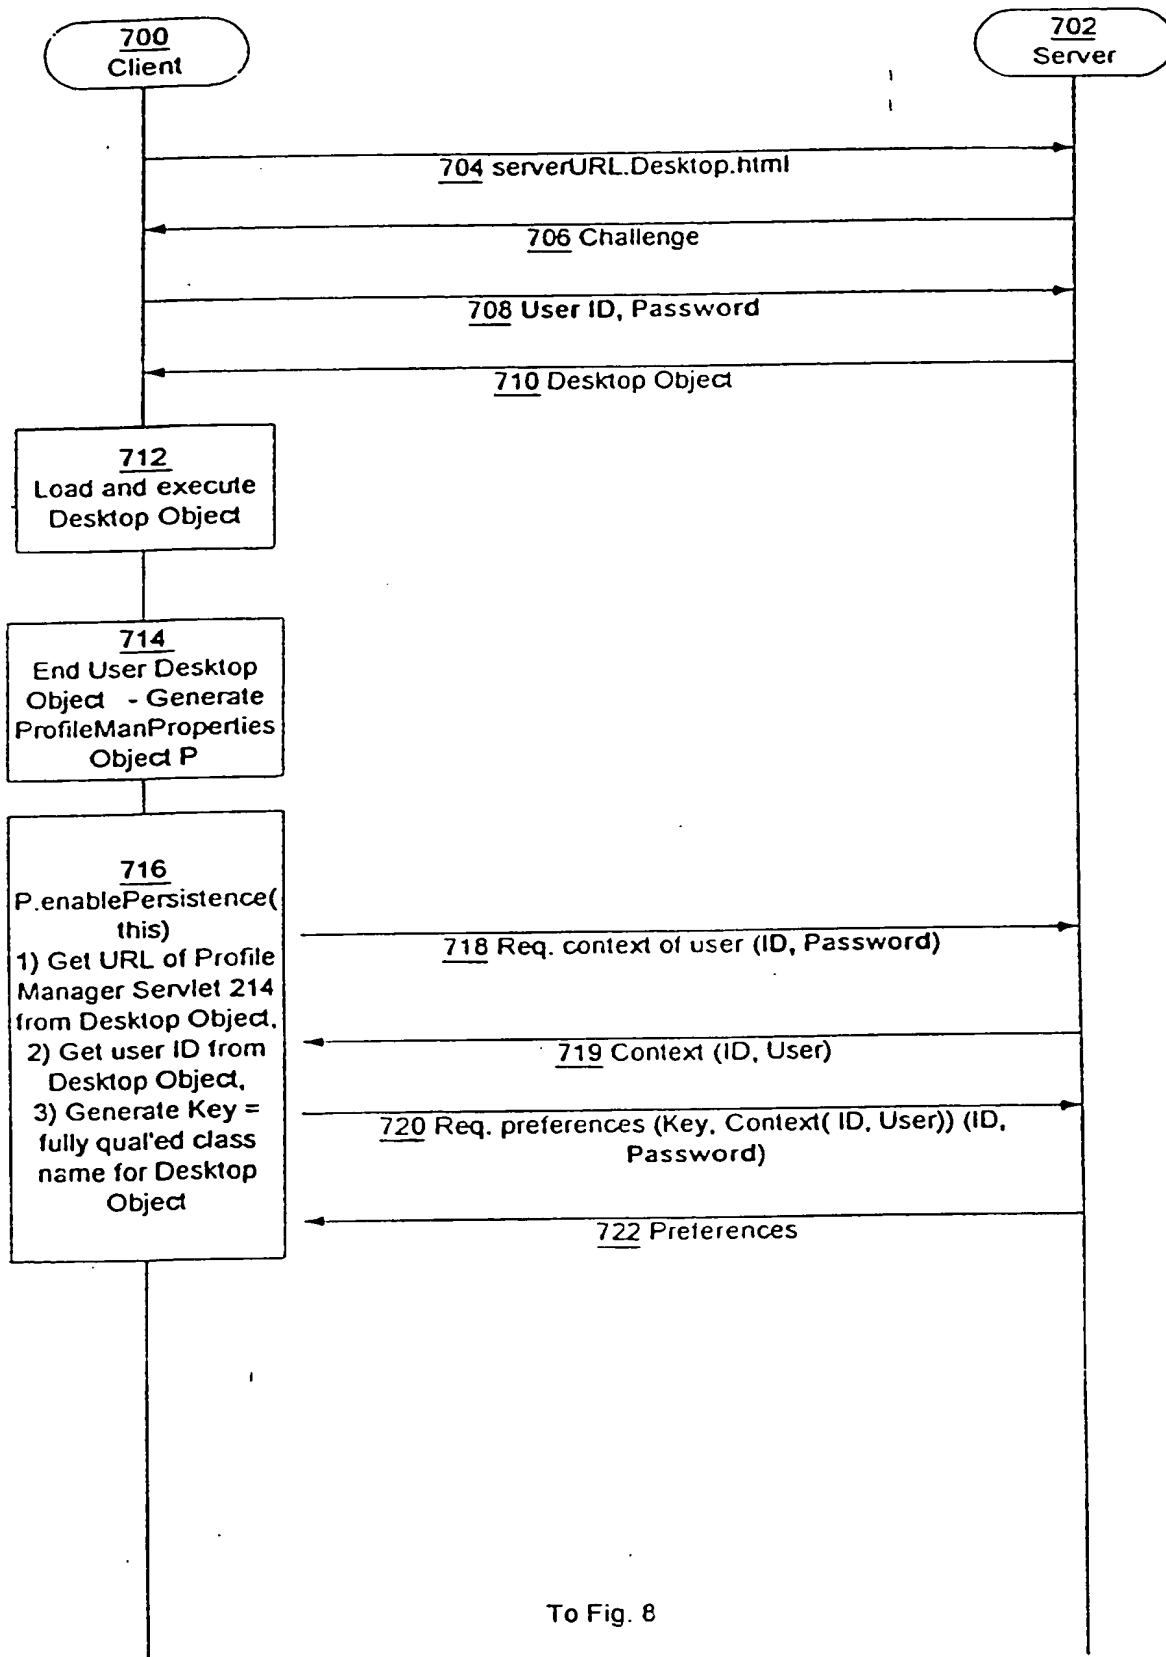 700
Client
702
Server
704 serverURL.Desktop.html
706 Challenge
708 User ID, Password
710 Desktop Object
712
Load and execute
Desktop Object
714
End User Desktop
Object - Generate
ProfileManProperties
Object P
716
P.enablePersistence(
this)
1) Get URL of Profile
Manager Servlet 214
from Desktop Object,
2) Get user ID from
Desktop Object,
3) Generate Key =
fully qual'ed class
name for Desktop
Object
718 Req. context of user (ID, Password)
719 Context (ID, User)
720 Req. preferences (Key, Context( ID, User)) (ID,
Password)
722 Preferences
To Fig. 8